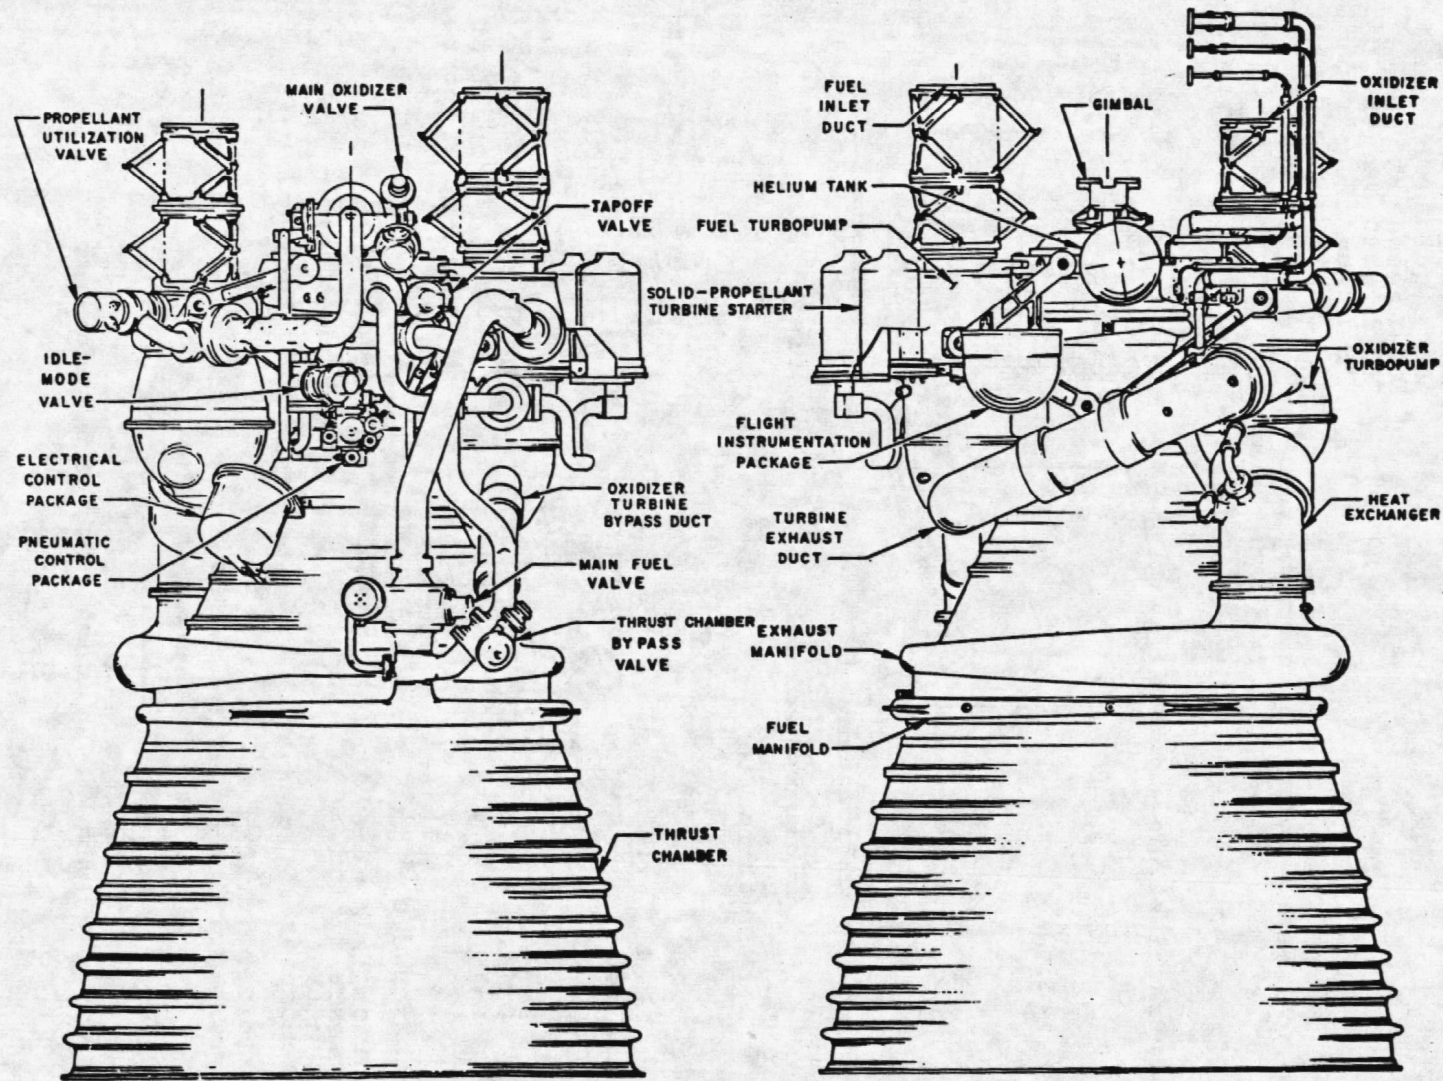 MAIN OXIDIZER
VALVE
PROPELLANT
UTILIZATION
VALVE
TAPOFF
VALVE
IDLE-
MODE
VALVE
ELECTRICAL
CONTROL
PACKAGE
PNEUMATIC
CONTROL
PACKAGE
OXIDIZER
TURBINE
BYPASS DUCT
MAIN FUEL
VALVE
THRUST CHAMBER
BYPASS
VALVE
THRUST
CHAMBER
FUEL
INLET
DUCT
GIMBAL
OXIDIZER
INLET
DUCT
HELIUM TANK
FUEL TURBOPUMP
SOLID-PROPELLANT
TURBINE STARTER
OXIDIZER
TURBOPUMP
FLIGHT
INSTRUMENTATION
PACKAGE
TURBINE
EXHAUST
DUCT
HEAT
EXCHANGER
EXHAUST
MANIFOLD
FUEL
MANIFOLD